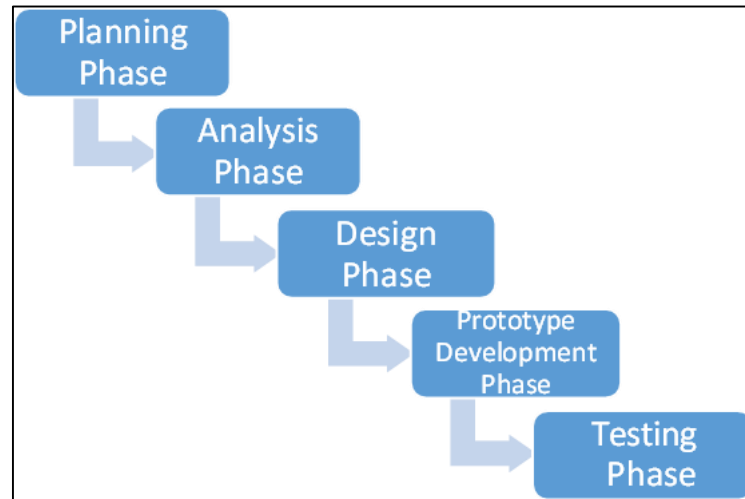 Planning
Phase
Analysis
Phase
Design
Phase
Prototype
Development
Phase
Testing
Phase